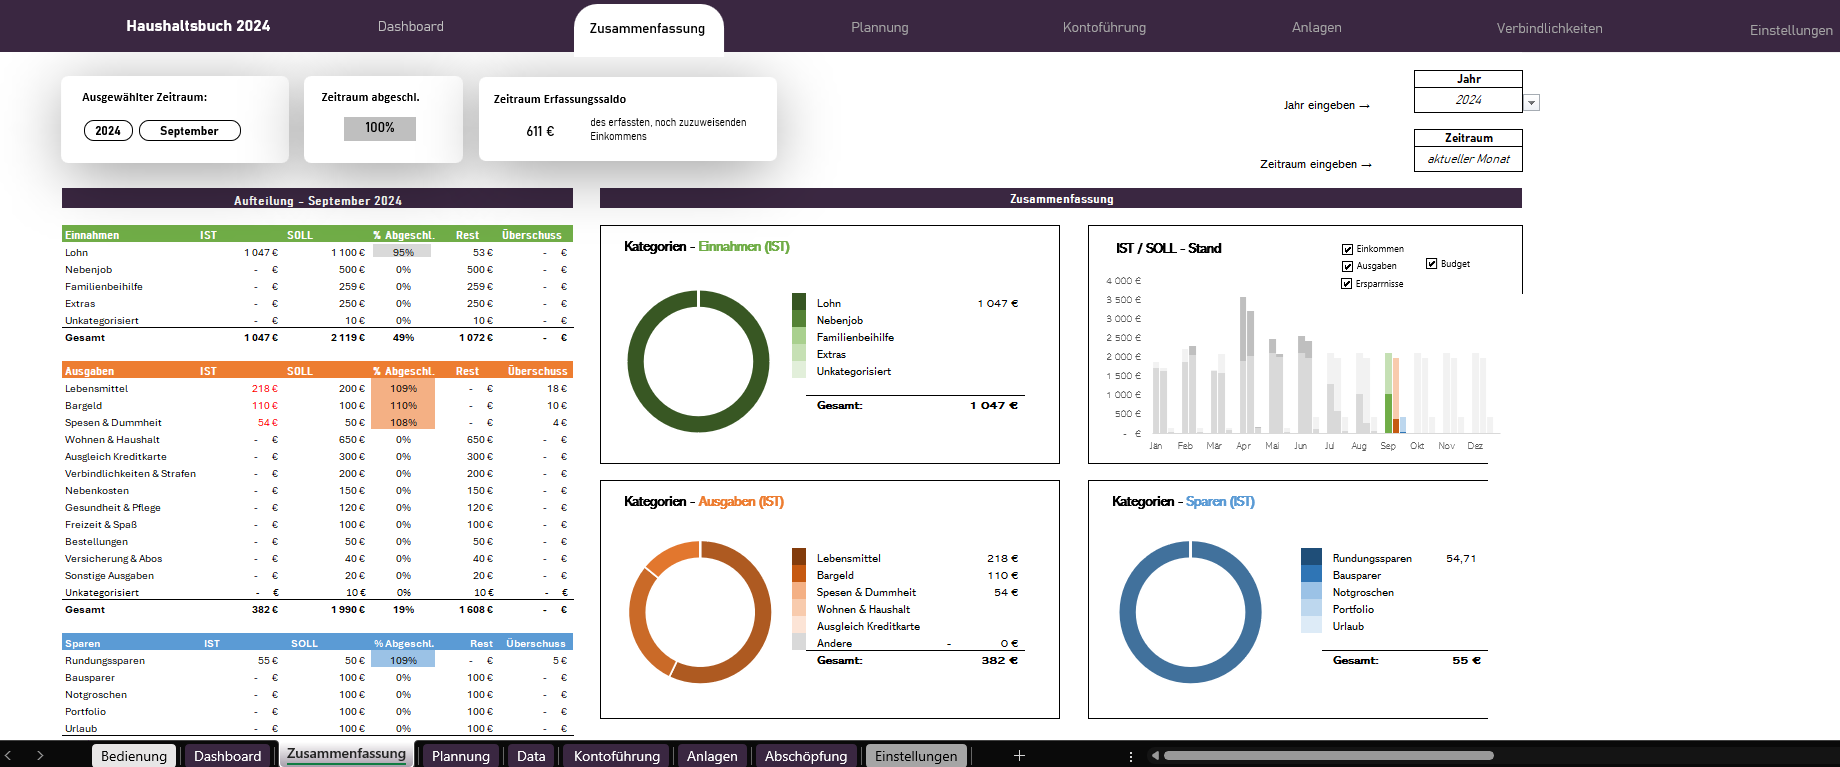 Haushaltsbuch 2024 Dashboard Zusammenfassung Plannung Kontoführung Anlagen Verbindlichkeiten Einstellungen
Ausgewählter Zeitraum:
2024 September
Zeitraum abgeschl.
100%
Zeitraum Erfassungssaldo
611 € des erfassten, noch zuzuweisenden
Einkommens
Jahr
Jahr eingeben → 2024
Zeitraum
Zeitraum eingeben → aktueller Monat
Aufteilung - September 2024
Einnahmen IST SOLL % Abgeschl. Rest Überschuss
Lohn 1 047 € 1 100 € 95% 53 € - €
Nebenjob - € 500 € 0% 500 € - €
Familienbeihilfe - € 259 € 0% 259 € - €
Extras - € 250 € 0% 250 € - €
Unkategorisiert - € 10 € 0% 10 € - €
Gesamt 1 047 € 2 119 € 49% 1 072 € - €
Ausgaben IST SOLL % Abgeschl. Rest Überschuss
Lebensmittel 218 € 200 € 109% - € 18 €
Bargeld 110 € 100 € 110% - € 10 €
Spesen & Dummheit 54 € 50 € 108% - € 4 €
Wohnen & Haushalt - € 650 € 0% 650 € - €
Ausgleich Kreditkarte - € 300 € 0% 300 € - €
Verbindlichkeiten & Strafen - € 200 € 0% 200 € - €
Nebenkosten - € 150 € 0% 150 € - €
Gesundheit & Pflege - € 120 € 0% 120 € - €
Freizeit & Spaß - € 100 € 0% 100 € - €
Bestellungen - € 50 € 0% 50 € - €
Versicherung & Abos - € 40 € 0% 40 € - €
Sonstige Ausgaben - € 20 € 0% 20 € - €
Unkategorisiert - € 10 € 0% 10 € - €
Gesamt 382 € 1 990 € 19% 1 608 € - €
Sparen IST SOLL % Abgeschl. Rest Überschuss
Rundungssparen 55 € 50 € 109% - € 5 €
Bausparer - € 100 € 0% 100 € - €
Notgroschen - € 100 € 0% 100 € - €
Portfolio - € 100 € 0% 100 € - €
Urlaub - € 100 € 0% 100 € - €
Zusammenfassung
Kategorien - Einnahmen (IST)
Lohn 1 047 €
Nebenjob
Familienbeihilfe
Extras
Unkategorisiert
Gesamt: 1 047 €
IST / SOLL - Stand
Einkommen
Ausgaben
Ersparnisse
Budget
4 000 €
3 500 €
3 000 €
2 500 €
2 000 €
1 500 €
1 000 €
500 €
- €
Jan Feb Mär Apr Mai Jun Jul Aug Sep Okt Nov Dez
Kategorien - Ausgaben (IST)
Lebensmittel 218 €
Bargeld 110 €
Spesen & Dummheit 54 €
Wohnen & Haushalt
Ausgleich Kreditkarte
Andere - 0 €
Gesamt: 382 €
Kategorien - Sparen (IST)
Rundungssparen 54,71
Bausparer
Notgroschen
Portfolio
Urlaub
Gesamt: 55 €
Bedienung Dashboard Zusammenfassung Plannung Data Kontoführung Anlagen Abschöpfung Einstellungen